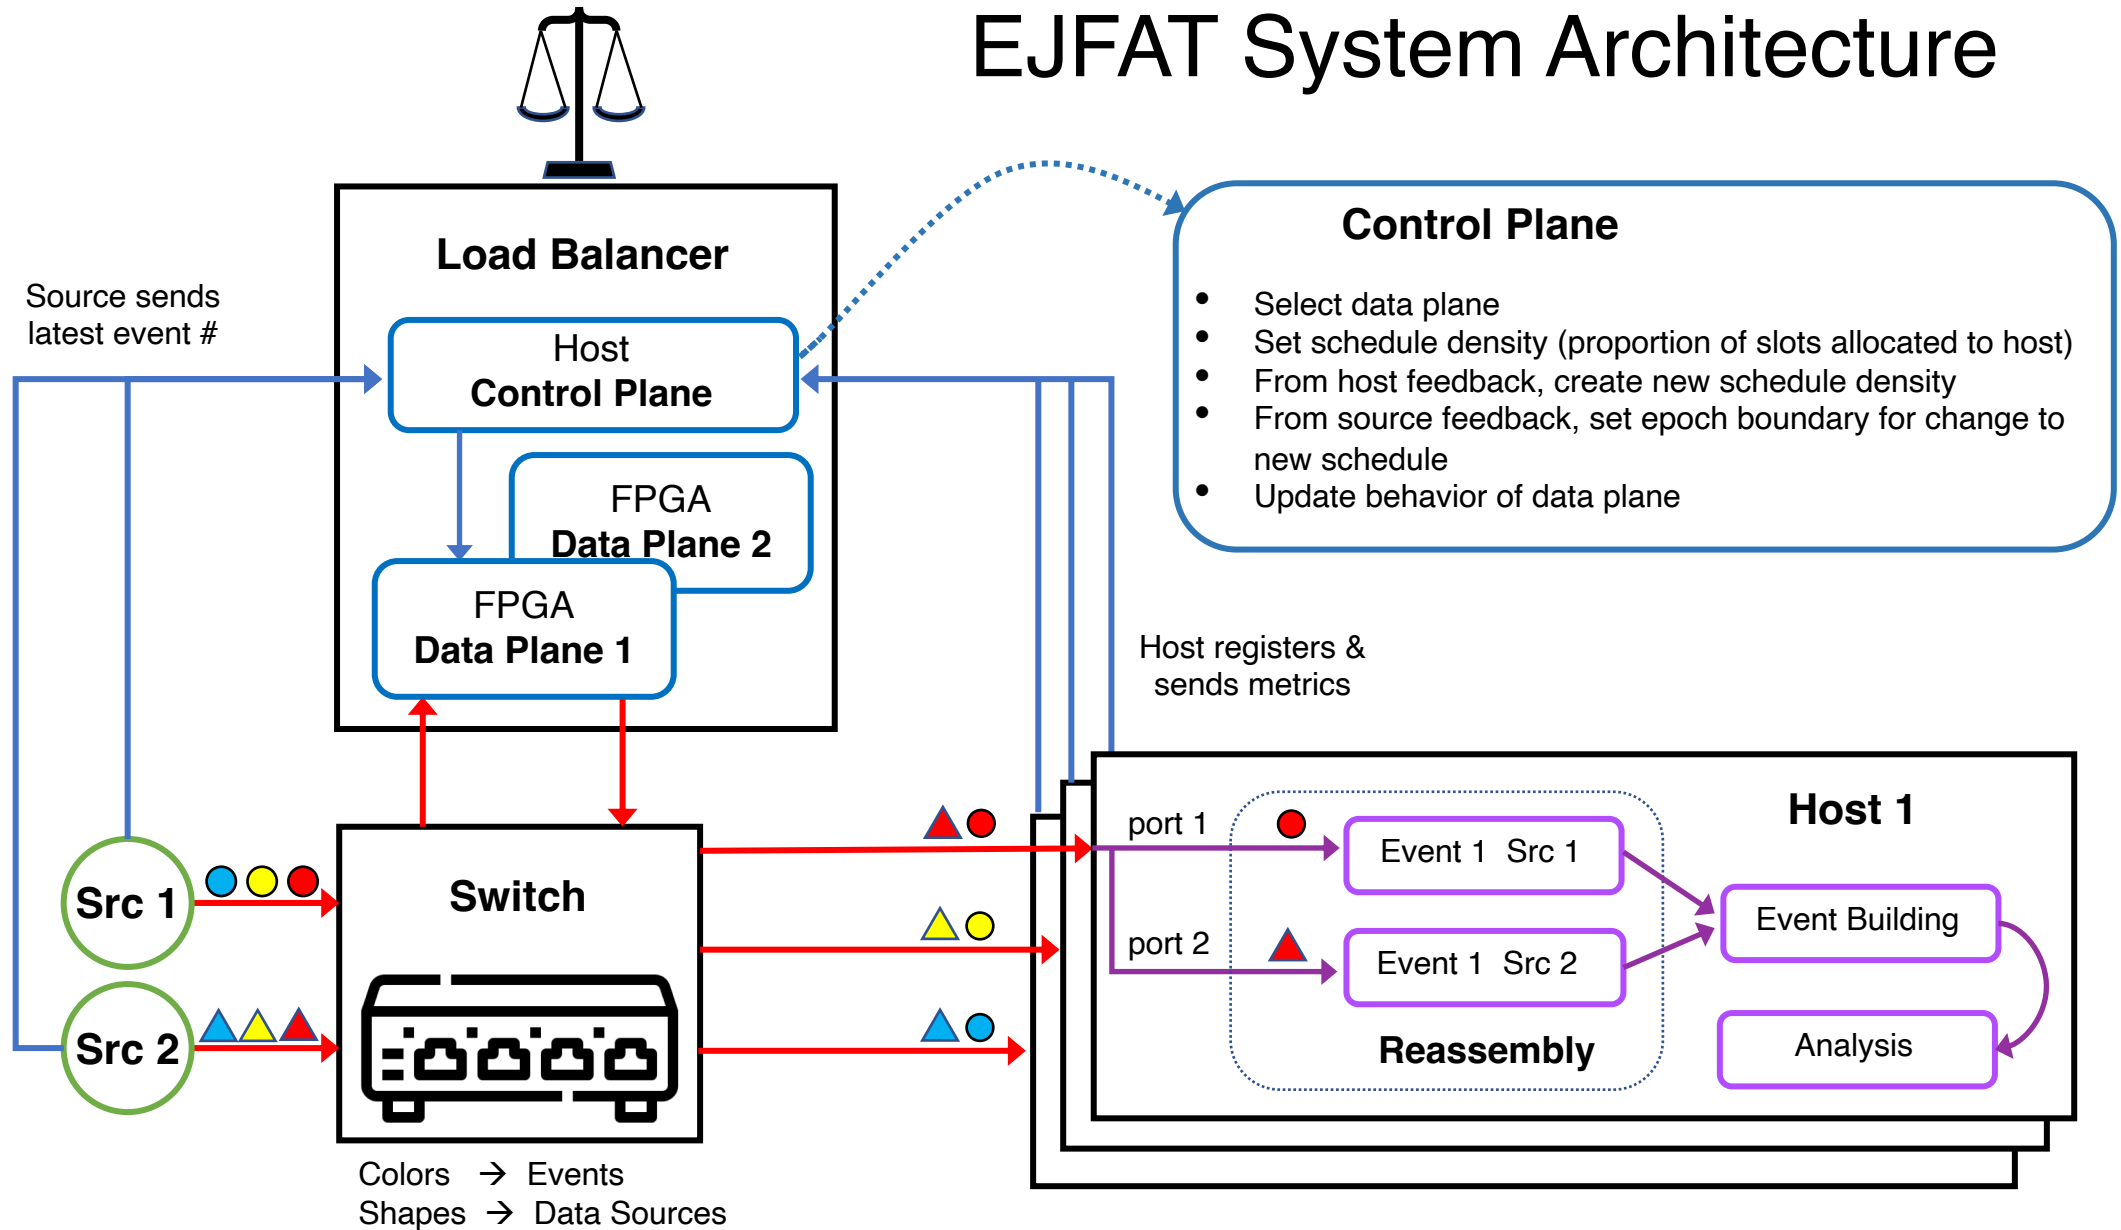 EJFAT System Architecture
Load Balancer
Host
Control Plane
FPGA
Data Plane 2
FPGA
Data Plane 1
Source sends
latest event #
Control Plane
• Select data plane
• Set schedule density (proportion of slots allocated to host)
• From host feedback, create new schedule density
• From source feedback, set epoch boundary for change to
new schedule
• Update behavior of data plane
Host registers &
sends metrics
Src 1
Src 2
Switch
Colors → Events
Shapes → Data Sources
Host 1
port 1
port 2
Event 1 Src 1
Event 1 Src 2
Reassembly
Event Building
Analysis